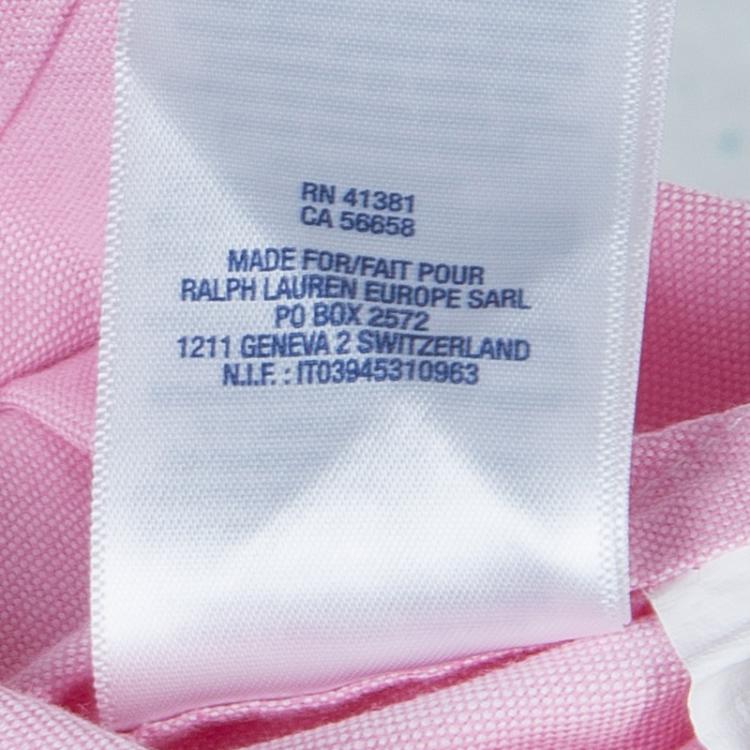 RN 41381
CA 56658
MADE FOR/FAIT POUR
RALPH LAUREN EUROPE SARL
PO BOX 2572
1211 GENEVA 2 SWITZERLAND
N.I.F. : IT03945310963